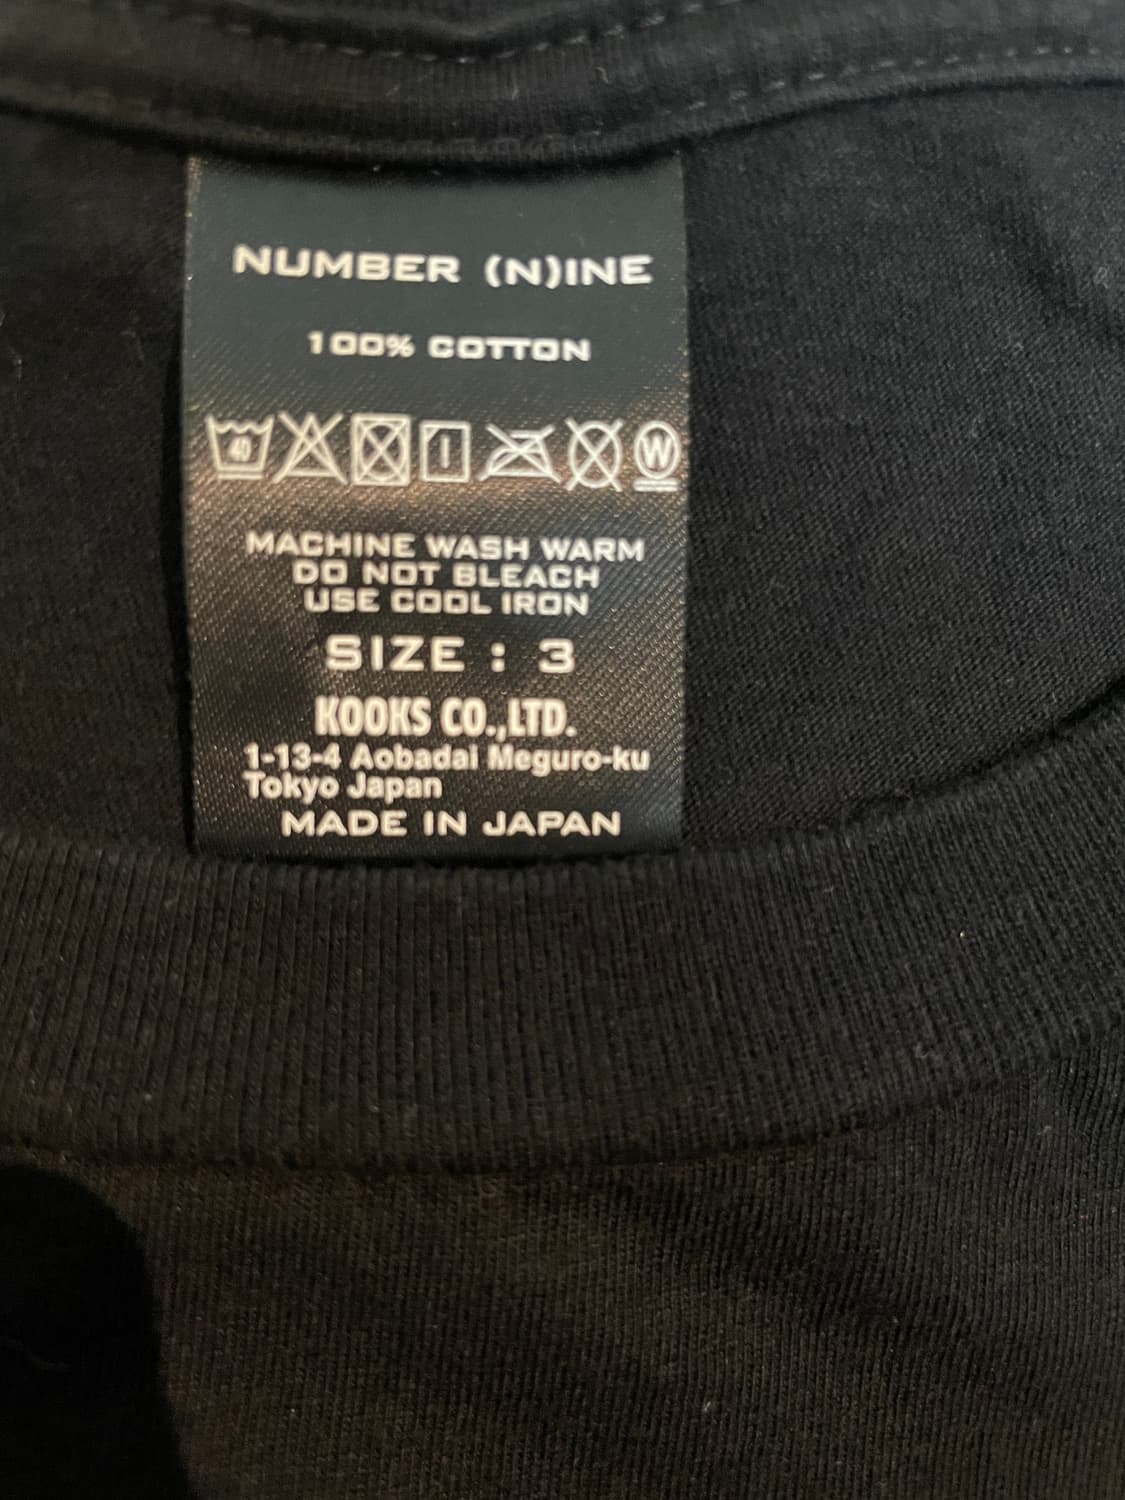 NUMBER (N)INE
100% COTTON
40 W
MACHINE WASH WARM
DO NOT BLEACH
USE COOL IRON
SIZE : 3
KOOKS CO.,LTD.
1-13-4 Aobadai Meguro-ku
Tokyo Japan
MADE IN JAPAN